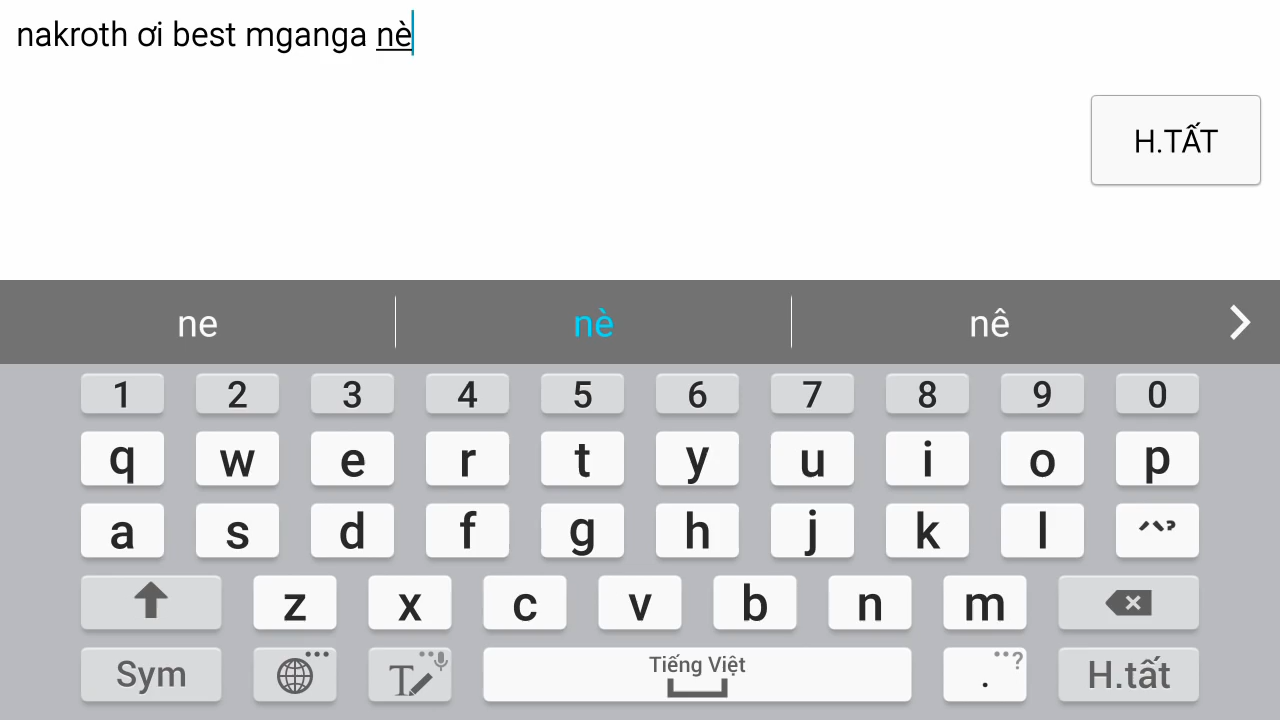 nakroth ơi best mganga nè
H.TẤT
ne nè nê
1 2 3 4 5 6 7 8 9 0
q w e r t y u i o p
a s d f g h j k l
z x c v b n m
Sym Tiếng Việt . ? H.tất